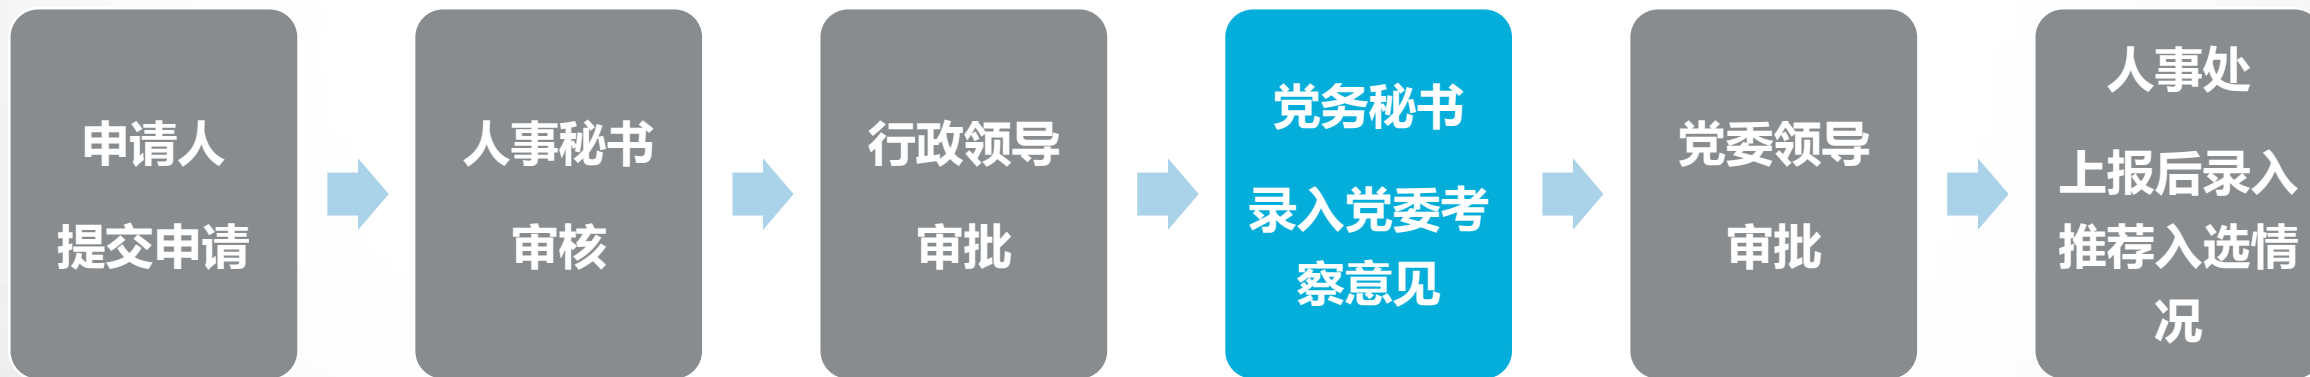 申请人
提交申请
人事秘书
审核
行政领导
审批
党务秘书
录入党委考
察意见
党委领导
审批
人事处
上报后录入
推荐入选情
况